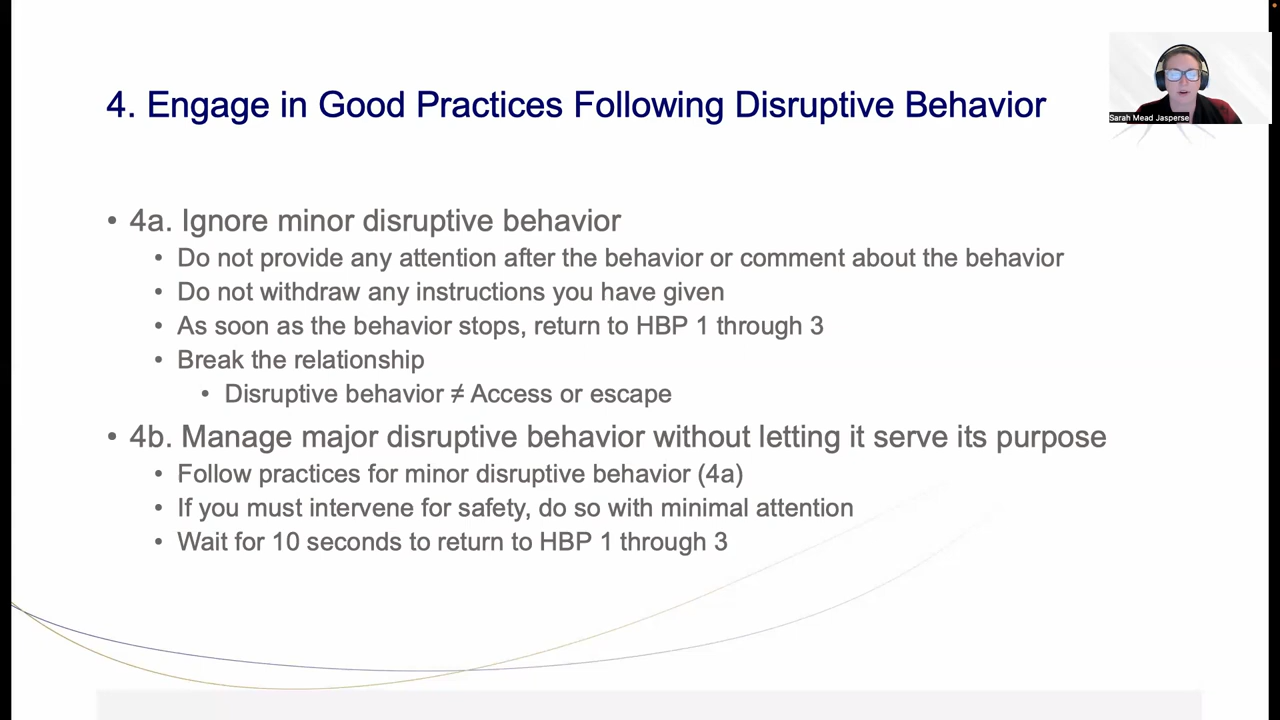 4. Engage in Good Practices Following Disruptive Behavior
Sarah Mead Jasperse
• 4a. Ignore minor disruptive behavior
• Do not provide any attention after the behavior or comment about the behavior
• Do not withdraw any instructions you have given
• As soon as the behavior stops, return to HBP 1 through 3
• Break the relationship
• Disruptive behavior ≠ Access or escape
• 4b. Manage major disruptive behavior without letting it serve its purpose
• Follow practices for minor disruptive behavior (4a)
• If you must intervene for safety, do so with minimal attention
• Wait for 10 seconds to return to HBP 1 through 3